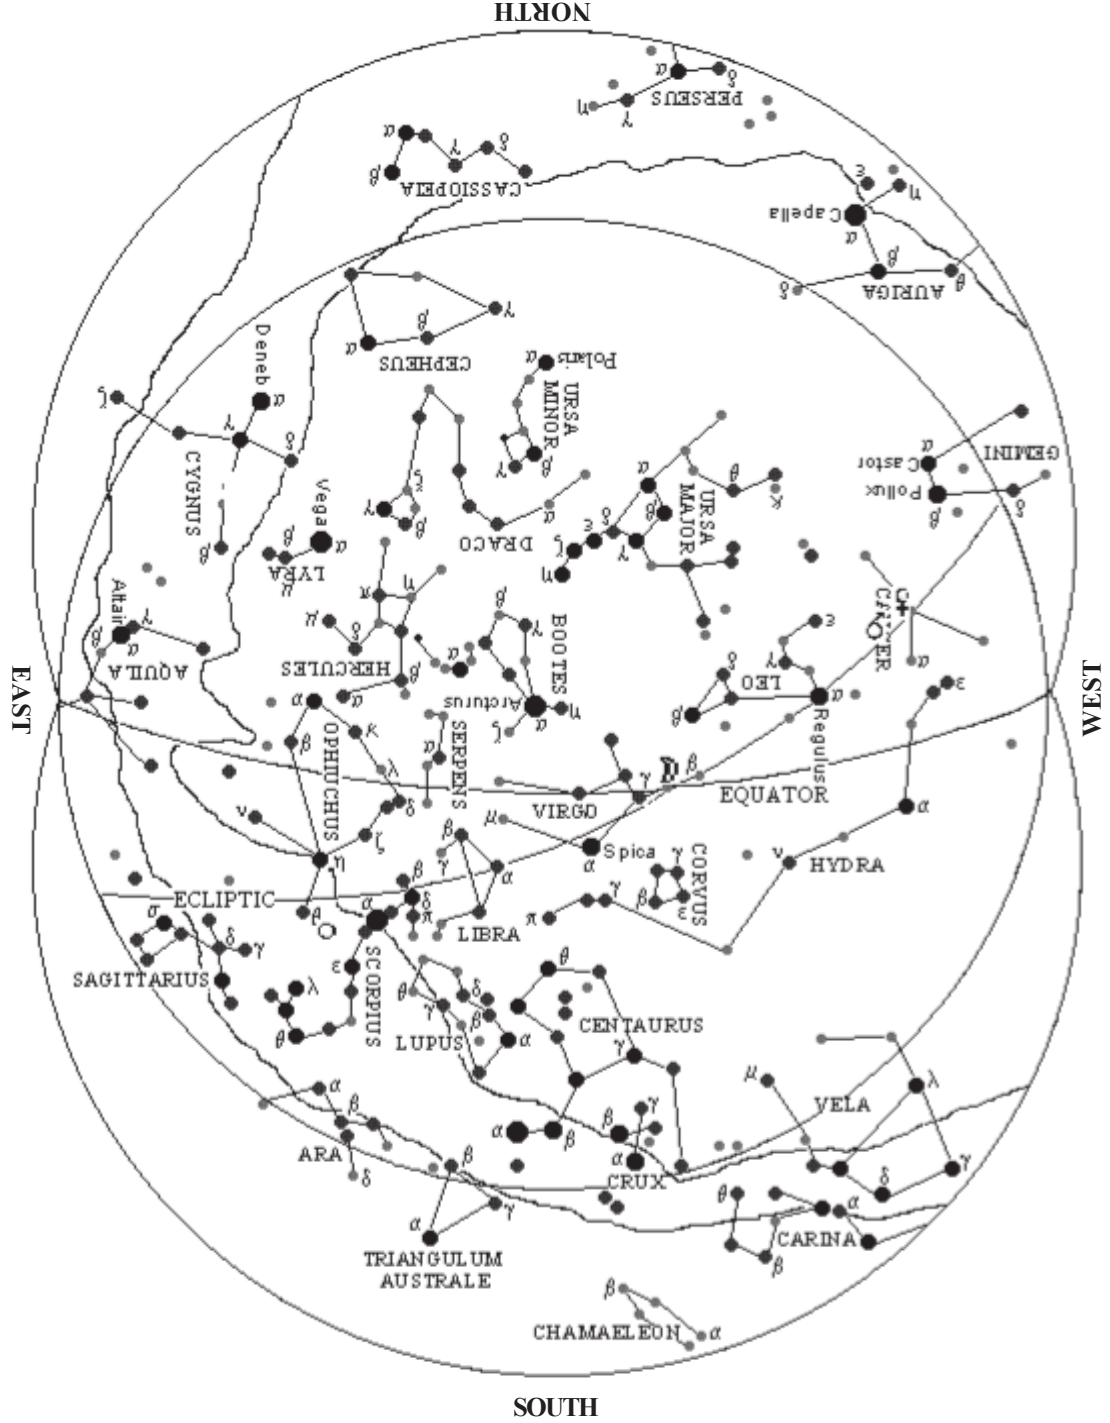 NORTH
α
δ
PERSEUS
η
γ
α
γ
δ
β
CASSIOPEIA
ε
η
Capella
α
β
θ
δ
AURIGA
γ
β
α
CEPHEUS
α
Polaris
URSA
MINOR
γ
β
Deneb
α
ζ
γ
δ
CYGNUS
β
α
Castor
Pollux
β
δ
GEMINI
ξ
γ
β
DRACO
α
α
θ
κ
URSA
MAJOR
δ
β
ε
γ
ζ
η
Vega
α
β
LYRA
μ
Altair
γ
β
α
AQUILA
π
η
μ
δ
HERCULES
β
α
α
β
γ
BOOTES
Arcturus
α
η
ζ
CANCER
α
ε
γ
δ
LEO
β
α
Regulus
ε
EAST
WEST
α
β
κ
OPHIUCHUS
λ
δ
ν
ζ
η
SERPENS
α
β
γ
VIRGO
μ
Spica
α
EQUATOR
α
HYDRA
ν
β
γ
α
LIBRA
CORVUS
γ
β
ε
γ
π
ECLIPTIC
θ
β
δ
π
α
SCORPIUS
ε
λ
θ
σ
δ
γ
SAGITTARIUS
θ
δ
γ
β
α
LUPUS
θ
CENTAURUS
γ
α
β
μ
λ
VELA
δ
γ
α
β
ARA
δ
γ
β
α
CRUX
β
γ
α
TRIANGULUM
AUSTRALE
θ
α
CARINA
β
β
CHAMAELEON
α
SOUTH